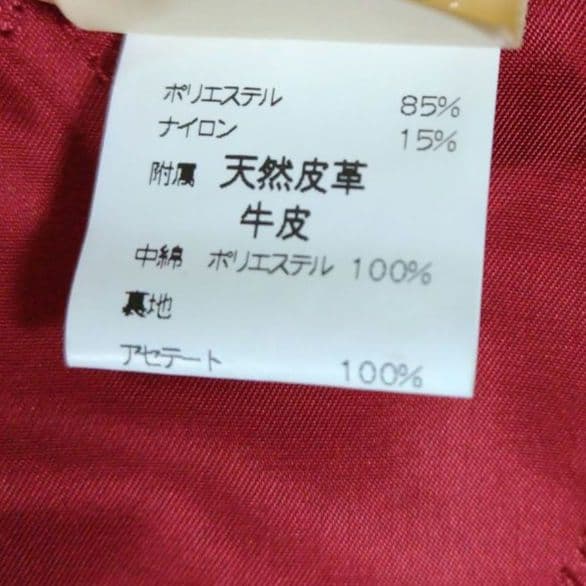 ポリエステル 85%
ナイロン 15%
附属 天然皮革
牛皮
中綿 ポリエステル 100%
裏地
アセテート 100%